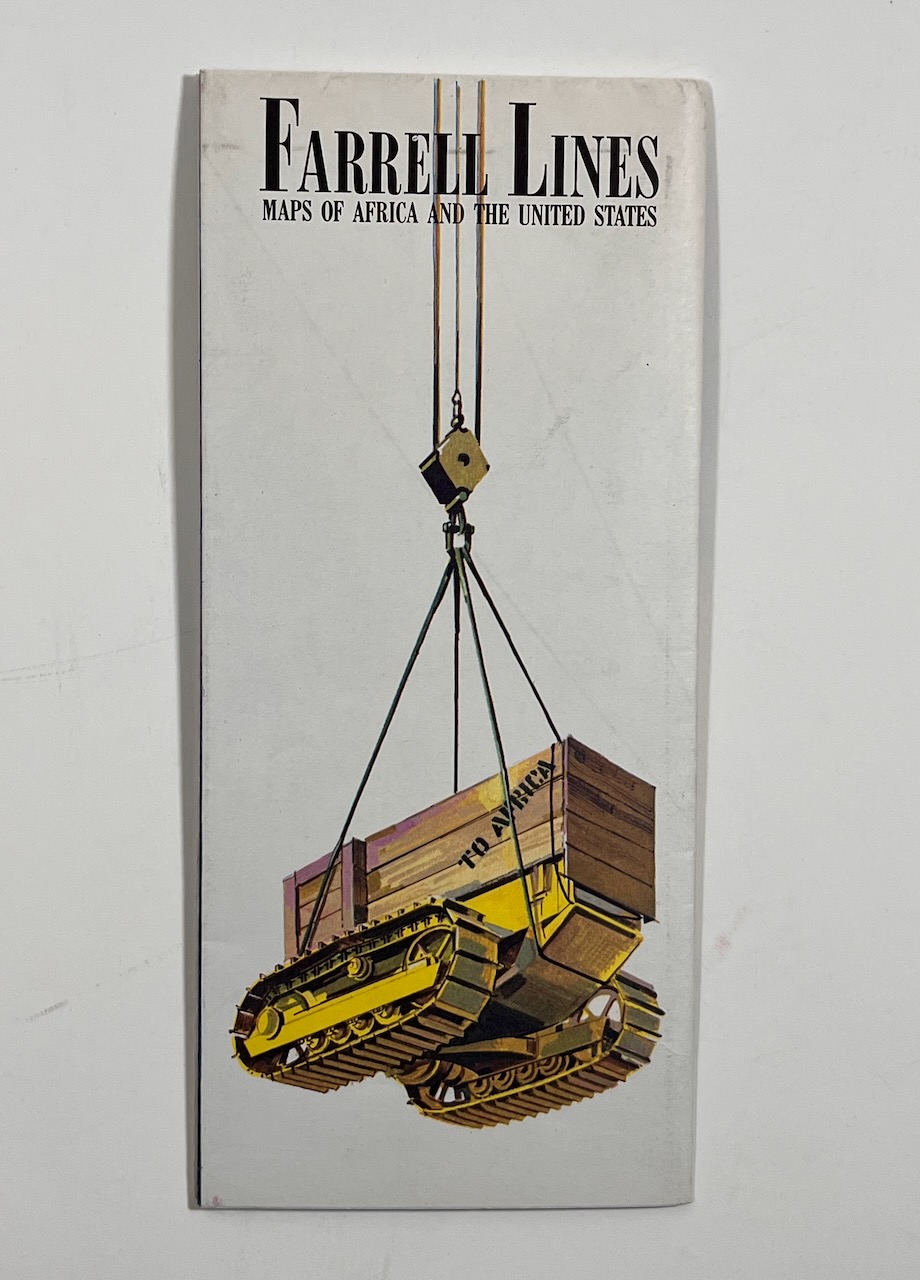 FARRELL LINES
MAPS OF AFRICA AND THE UNITED STATES
TO AFRICA